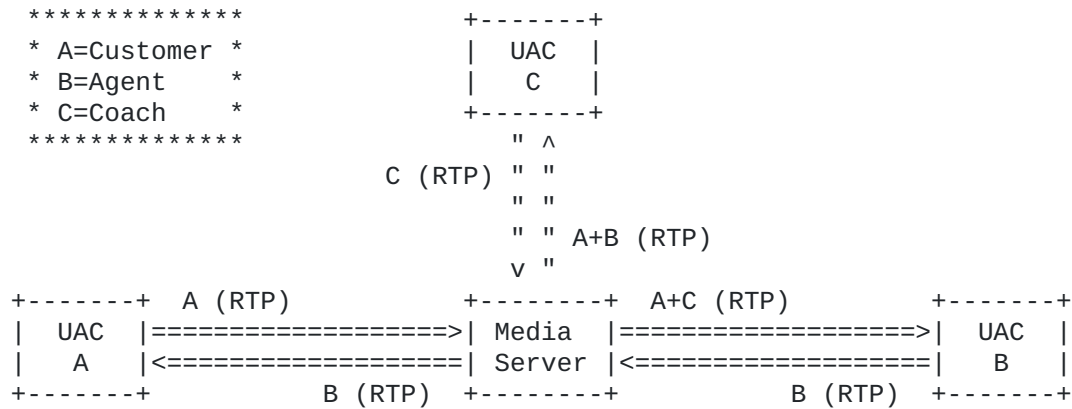 **************            +-------+
* A=Customer *            |  UAC  |
* B=Agent    *            |   C   |
* C=Coach    *            +-------+
**************               " ^
                     C (RTP) " "
                             " "
                             " " A+B (RTP)
                             v "
+-------+  A (RTP)           +--------+  A+C (RTP)         +-------+
|  UAC  |===================>| Media  |===================>|  UAC  |
|   A   |<===================| Server |<===================|   B   |
+-------+           B (RTP)  +--------+           B (RTP)  +-------+